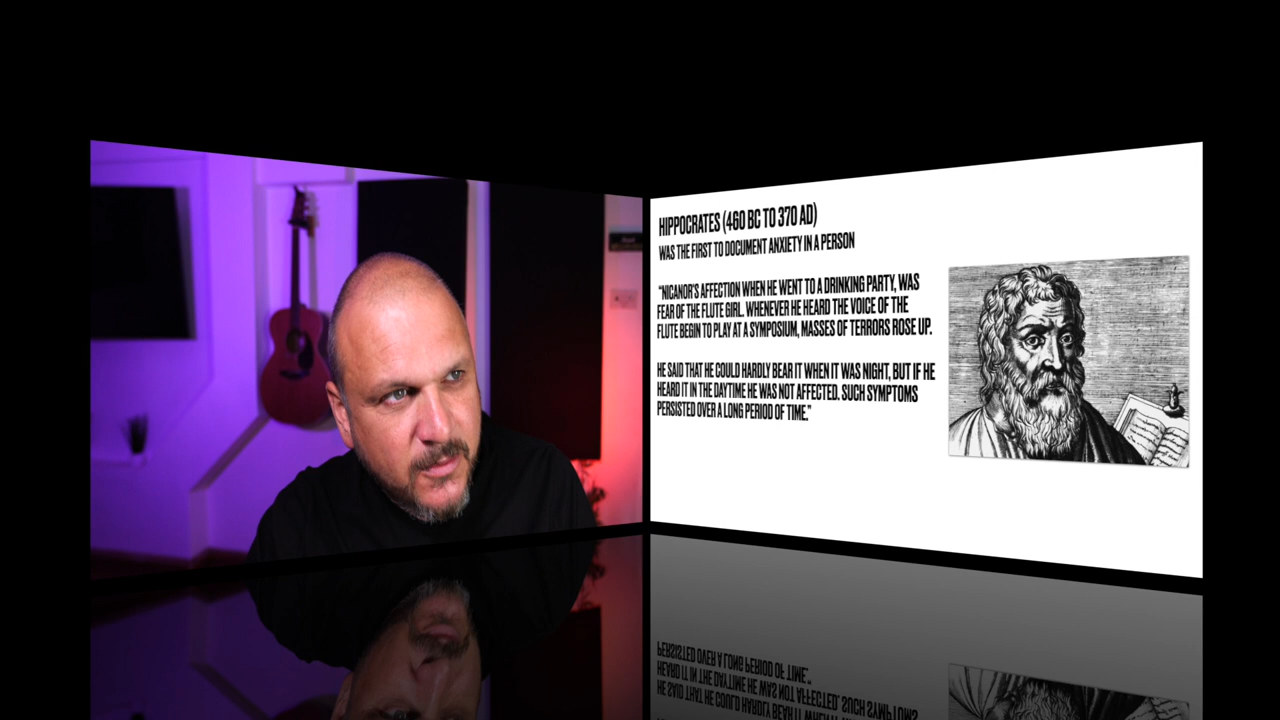 HIPPOCRATES (460 BC TO 370 AD)
WAS THE FIRST TO DOCUMENT ANXIETY IN A PERSON
"NICANOR'S AFFECTION WHEN HE WENT TO A DRINKING PARTY, WAS
FEAR OF THE FLUTE GIRL. WHENEVER HE HEARD THE VOICE OF THE
FLUTE BEGIN TO PLAY AT A SYMPOSIUM, MASSES OF TERRORS ROSE UP.
HE SAID THAT HE COULD HARDLY BEAR IT WHEN IT WAS NIGHT, BUT IF HE
HEARD IT IN THE DAYTIME HE WAS NOT AFFECTED. SUCH SYMPTOMS
PERSISTED OVER A LONG PERIOD OF TIME."